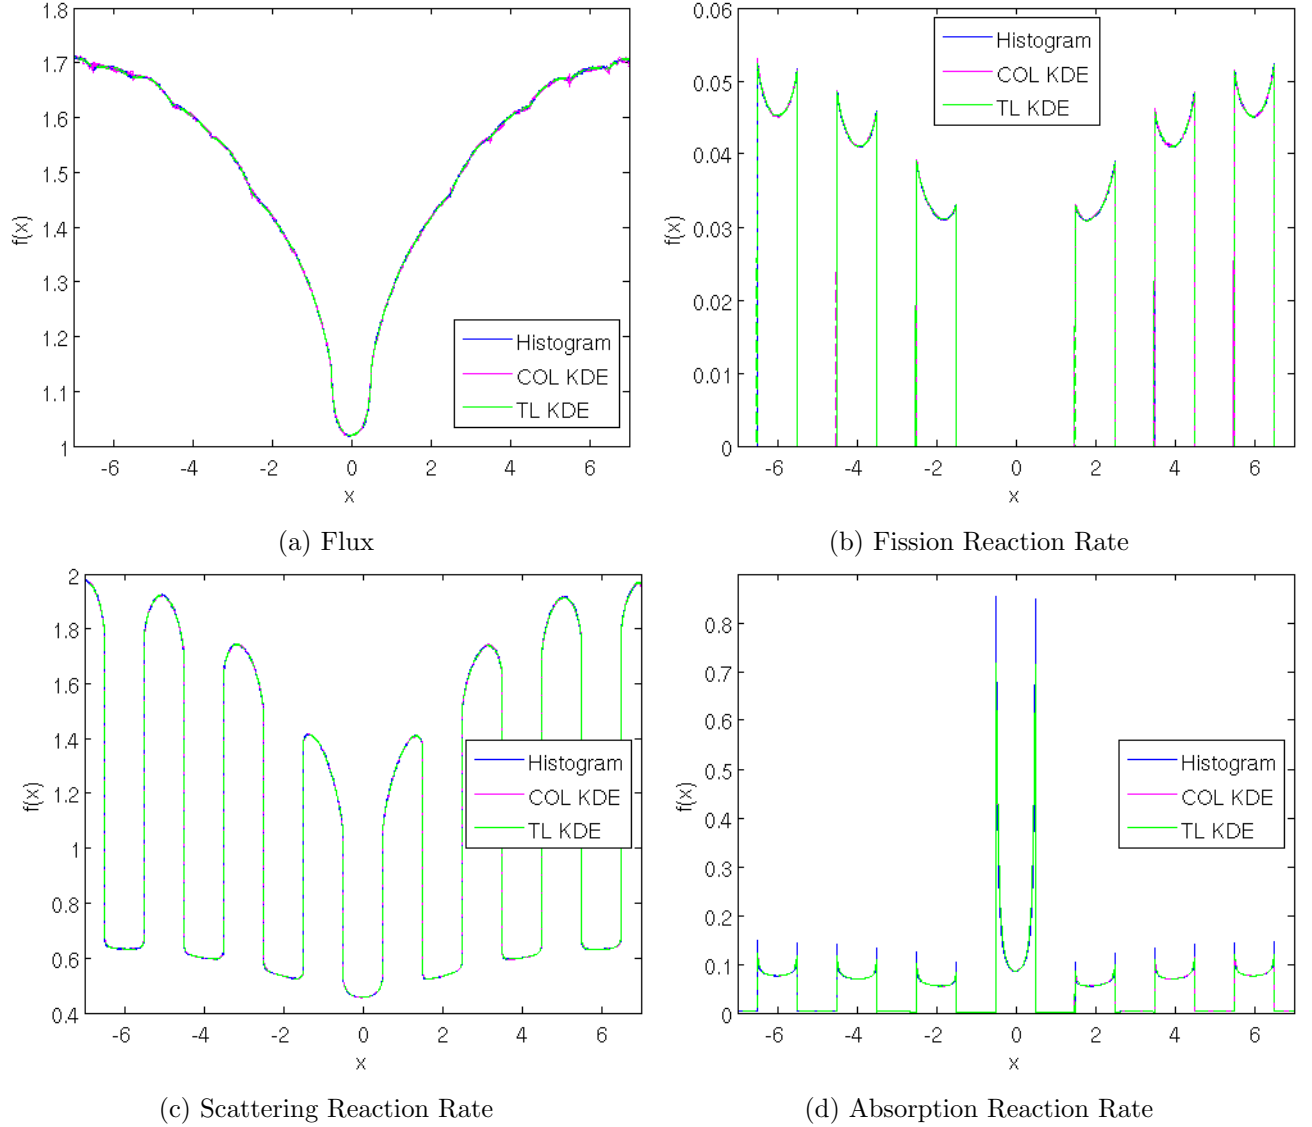 1.8
1.7
1.6
1.5
1.4
1.3
1.2
1.1
1
f(x)
-6 -4 -2 0 2 4 6
x
Histogram
COL KDE
TL KDE
(a) Flux
0.06
0.05
0.04
0.03
0.02
0.01
0
f(x)
-6 -4 -2 0 2 4 6
x
Histogram
COL KDE
TL KDE
(b) Fission Reaction Rate
2
1.8
1.6
1.4
1.2
1
0.8
0.6
0.4
f(x)
-6 -4 -2 0 2 4 6
x
Histogram
COL KDE
TL KDE
(c) Scattering Reaction Rate
0.8
0.7
0.6
0.5
0.4
0.3
0.2
0.1
0
f(x)
-6 -4 -2 0 2 4 6
x
Histogram
COL KDE
TL KDE
(d) Absorption Reaction Rate